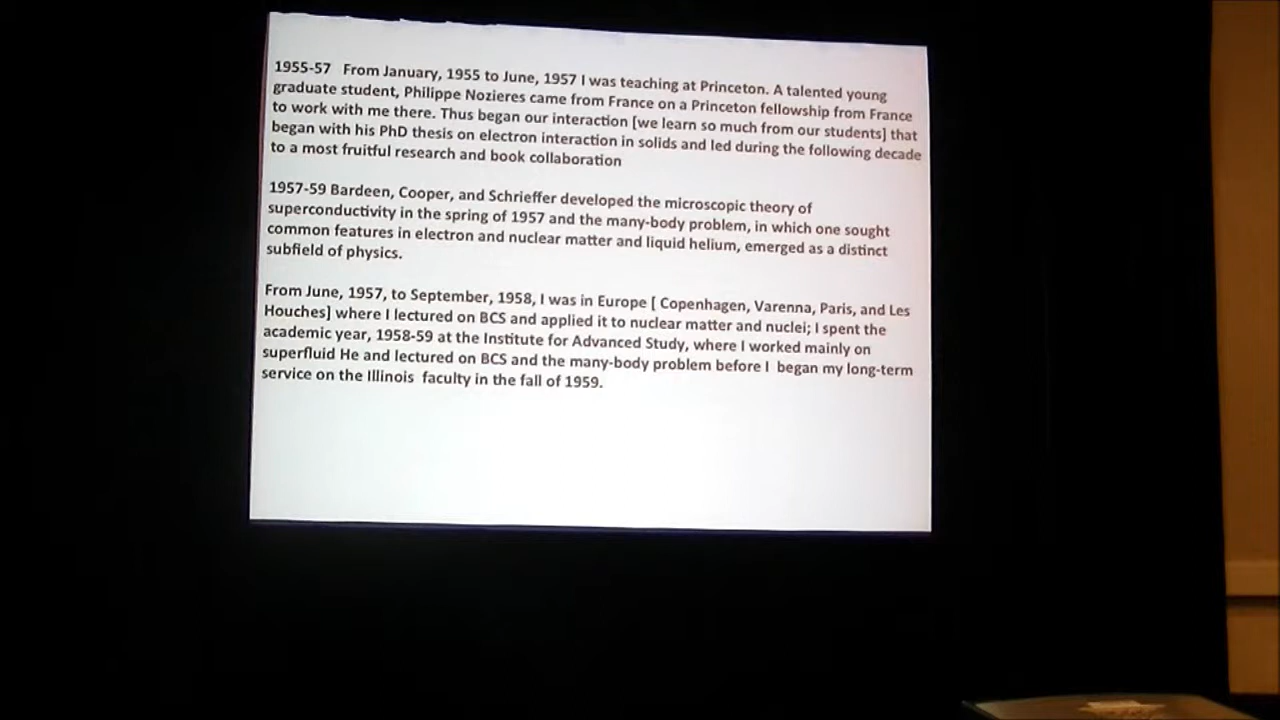 1955-57 From January, 1955 to June, 1957 I was teaching at Princeton. A talented young
graduate student, Philippe Nozieres came from France on a Princeton fellowship from France
to work with me there. Thus began our interaction [we learn so much from our students] that
began with his PhD thesis on electron interaction in solids and led during the following decade
to a most fruitful research and book collaboration
1957-59 Bardeen, Cooper, and Schrieffer developed the microscopic theory of
superconductivity in the spring of 1957 and the many-body problem, in which one sought
common features in electron and nuclear matter and liquid helium, emerged as a distinct
subfield of physics.
From June, 1957, to September, 1958, I was in Europe [ Copenhagen, Varenna, Paris, and Les
Houches] where I lectured on BCS and applied it to nuclear matter and nuclei; I spent the
academic year, 1958-59 at the Institute for Advanced Study, where I worked mainly on
superfluid He and lectured on BCS and the many-body problem before I began my long-term
service on the Illinois faculty in the fall of 1959.